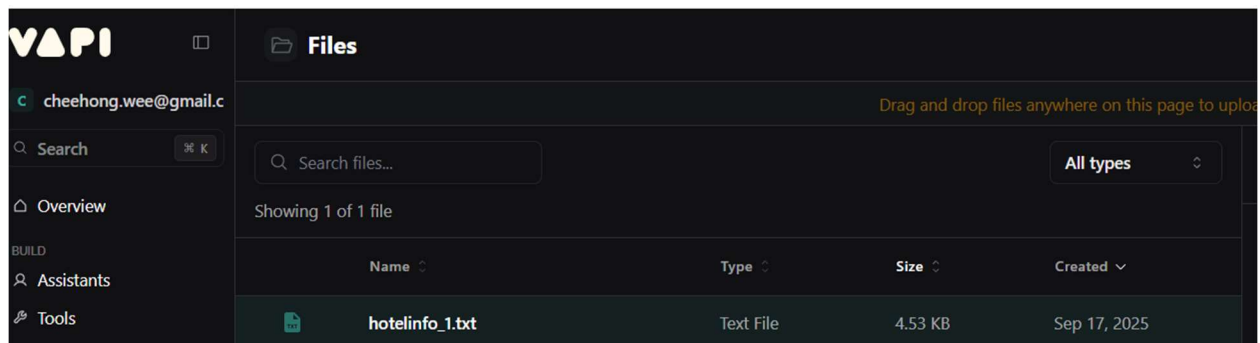 VAPI
Files
C cheehong.wee@gmail.c
Drag and drop files anywhere on this page to uploa
Search ⌘ K
Search files...
All types
Overview
Showing 1 of 1 file
BUILD
Assistants
Name Type Size Created
Tools
TXT hotelinfo_1.txt Text File 4.53 KB Sep 17, 2025